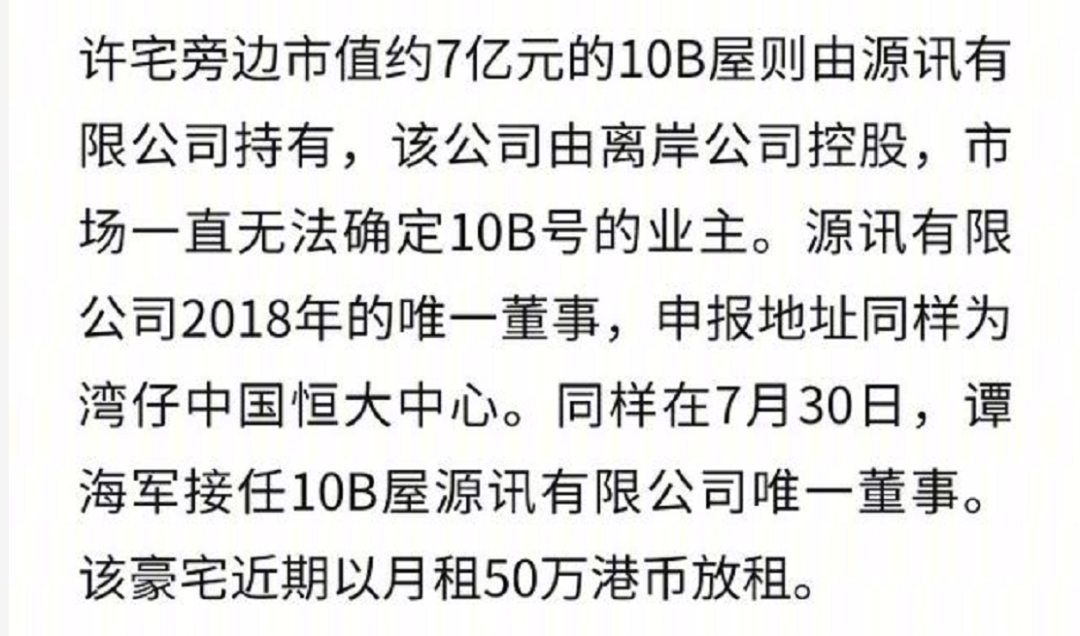 许宅旁边市值约7亿元的10B屋则由源讯有
限公司持有，该公司由离岸公司控股，市
场一直无法确定10B号的业主。源讯有限
公司2018年的唯一董事，申报地址同样为
湾仔中国恒大中心。同样在7月30日，谭
海军接任10B屋源讯有限公司唯一董事。
该豪宅近期以月租50万港币放租。